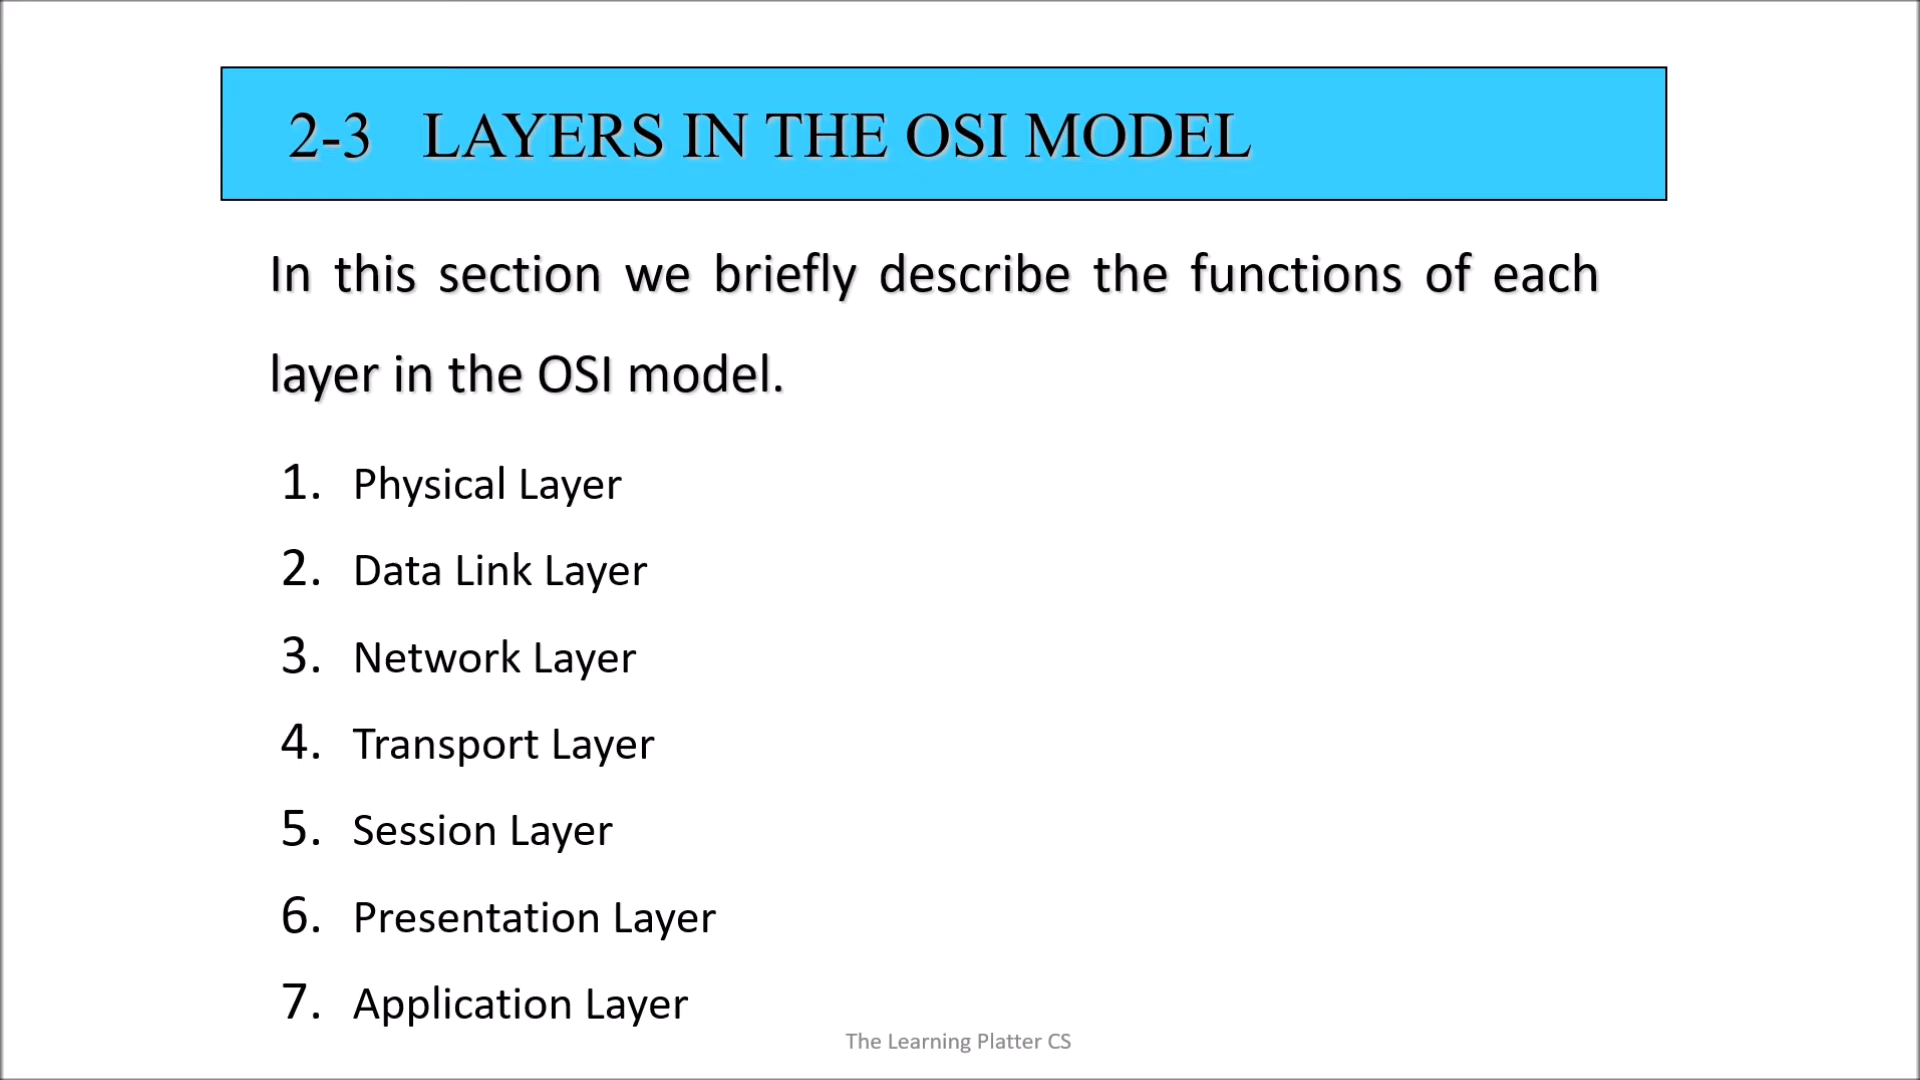 2-3 LAYERS IN THE OSI MODEL
In this section we briefly describe the functions of each
layer in the OSI model.
1. Physical Layer
2. Data Link Layer
3. Network Layer
4. Transport Layer
5. Session Layer
6. Presentation Layer
7. Application Layer
The Learning Platter CS